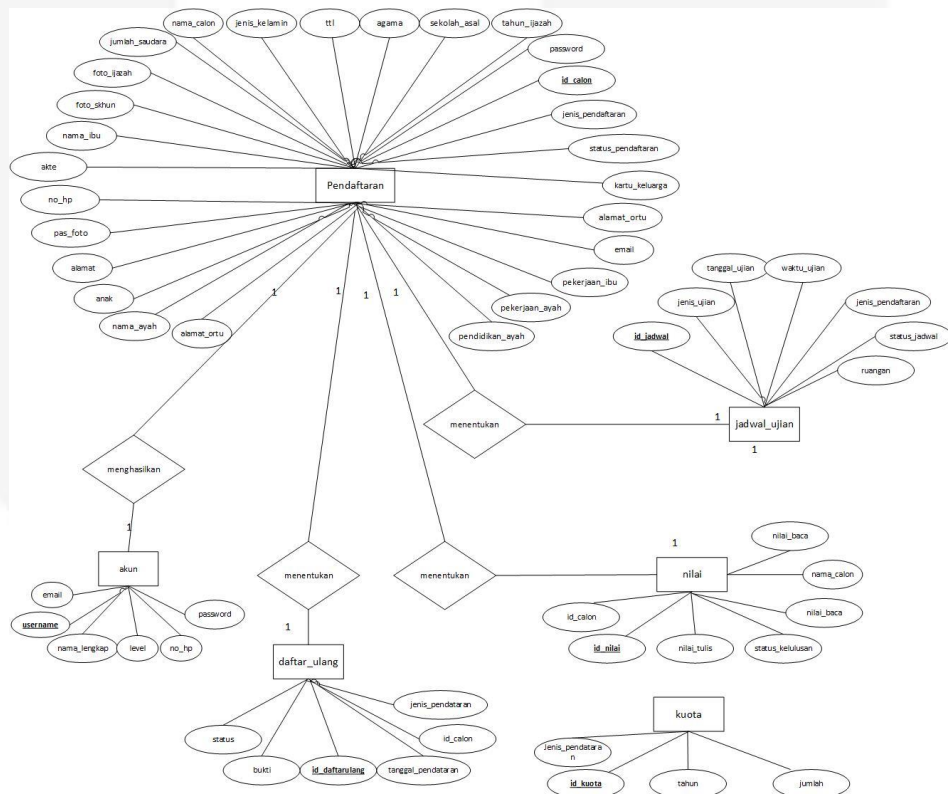 nama_calon
jenis_kelamin
ttl
agama
sekolah_asal
tahun_ijazah
jumlah_saudara
password
foto_ijazah
id_calon
foto_skhun
jenis_pendaftaran
nama_ibu
status_pendaftaran
akte
Pendaftaran
kartu_keluarga
no_hp
alamat_ortu
pas_foto
email
alamat
pekerjaan_ibu
anak
pekerjaan_ayah
nama_ayah
alamat_ortu
pendidikan_ayah
1
1
1
1
tanggal_ujian
waktu_ujian
jenis_ujian
jenis_pendaftaran
id_jadwal
status_jadwal
ruangan
menentukan
1
jadwal_ujian
1
menghasilkan
1
akun
email
username
nama_lengkap
level
no_hp
password
menentukan
1
daftar_ulang
status
bukti
id_daftarulang
tanggal_pendataran
id_calon
jenis_pendataran
menentukan
1
nilai
nilai_baca
nama_calon
nilai_baca
id_calon
id_nilai
nilai_tulis
status_kelulusan
kuota
Jenis_pendatara
n
id_kuota
tahun
jumlah